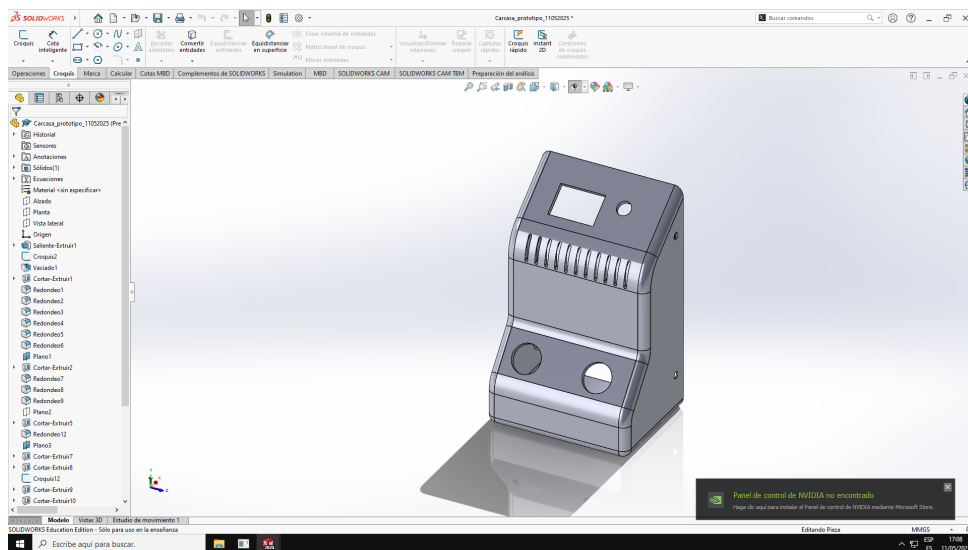 SOLIDWORKS
Carcasa_prototipo_11052025 *
Buscar comandos
Croquis
Cota inteligente
Recortar entidades
Convertir entidades
Equidistanciar entidades
Equidistanciar en superficie
Crear simetría de entidades
Matriz lineal de croquis
Mover entidades
Visualizar/Eliminar relaciones
Reparar croquis
Capturas rápidas
Croquis rápido
Instant 2D
Contornos de croquis sombreados
Operaciones Croquis Marca Calcular Cotas MBD Complementos de SOLIDWORKS Simulation MBD SOLIDWORKS CAM SOLIDWORKS CAM TBM Preparación del análisis
Carcasa_prototipo_11052025 (Pre
Historial
Sensores
Anotaciones
Sólidos(1)
Ecuaciones
Material <sin especificar>
Alzado
Planta
Vista lateral
Origen
Saliente-Extruir1
Croquis2
Vaciado1
Cortar-Extruir1
Redondeo1
Redondeo2
Redondeo3
Redondeo4
Redondeo5
Redondeo6
Plano1
Cortar-Extruir2
Redondeo7
Redondeo8
Redondeo9
Plano2
Cortar-Extruir5
Redondeo12
Plano3
Cortar-Extruir7
Cortar-Extruir8
Croquis12
Cortar-Extruir9
Cortar-Extruir10
Panel de control de NVIDIA no encontrado
Haga clic aquí para instalar el Panel de control de NVIDIA mediante Microsoft Store.
Modelo Vistas 3D Estudio de movimiento 1
SOLIDWORKS Education Edition - Sólo para uso en la enseñanza
Editando Pieza
MMGS
Escribe aquí para buscar.
ESP
ES
17:08
11/05/202